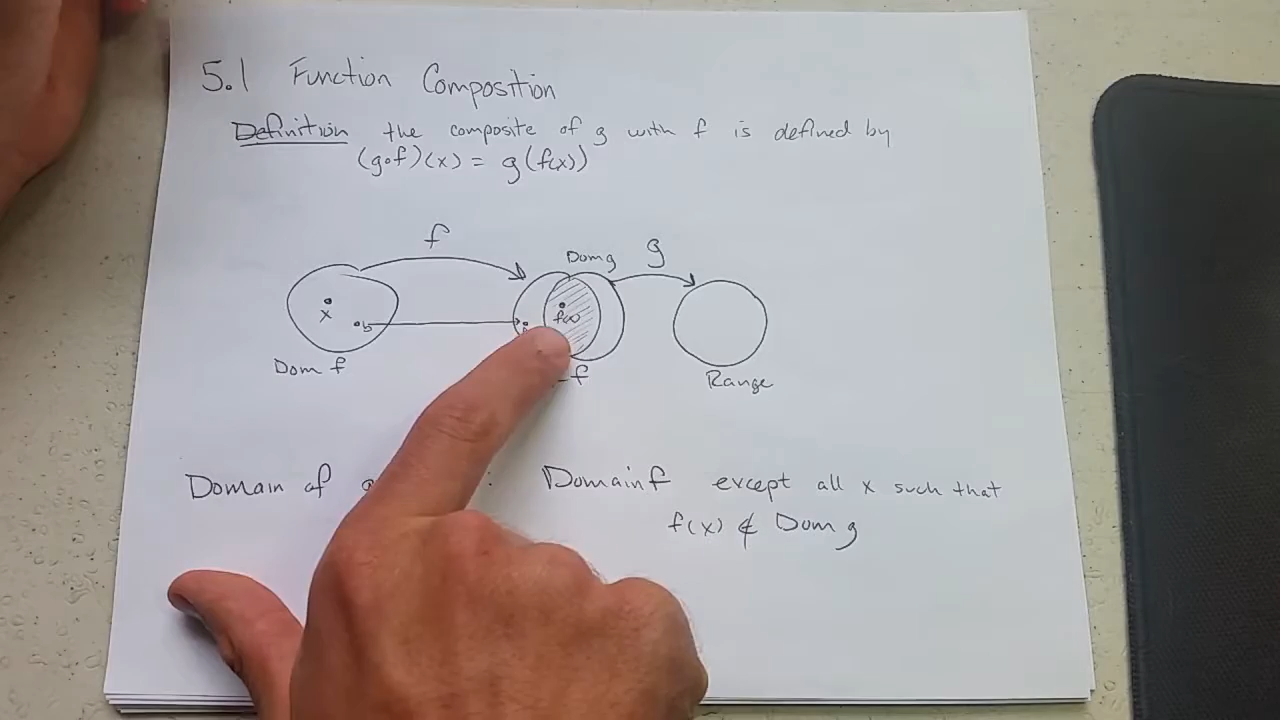 5.1 Function Composition
Definition the composite of g with f is defined by
(g∘f)(x) = g(f(x))
f
Dom g
g
x
b
f(x)
Dom f
f
Range
Domain of : Domain f except all x such that
f(x) ∉ Dom g